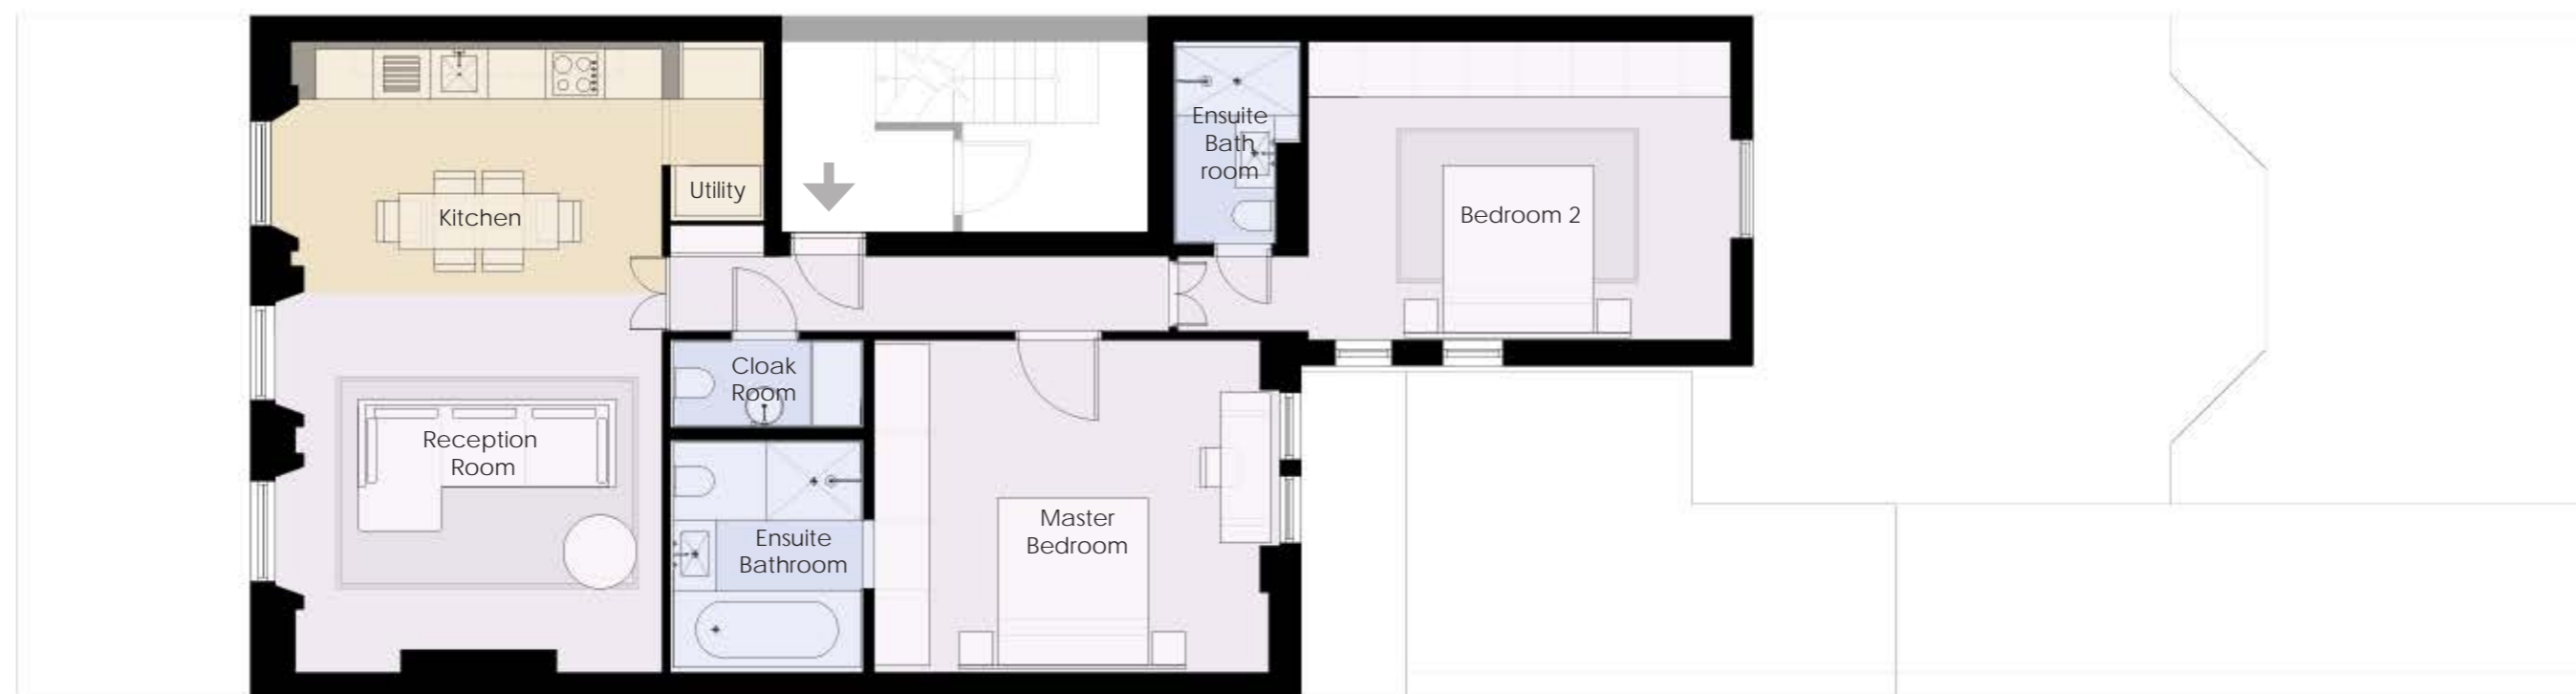 Kitchen
Utility
Ensuite
Bath
room
Bedroom 2
Cloak
Room
Reception
Room
Ensuite
Bathroom
Master
Bedroom